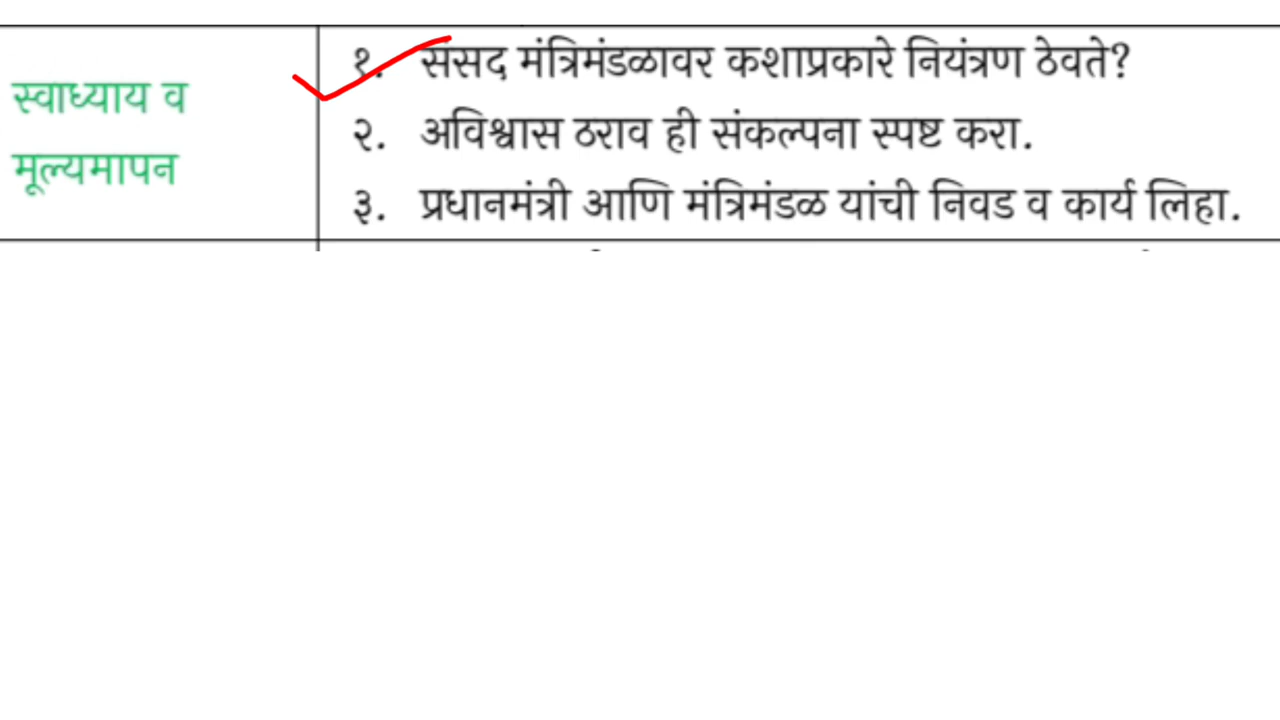 स्वाध्याय व
मूल्यमापन
१. संसद मंत्रिमंडळावर कशाप्रकारे नियंत्रण ठेवते?
२. अविश्वास ठराव ही संकल्पना स्पष्ट करा.
३. प्रधानमंत्री आणि मंत्रिमंडळ यांची निवड व कार्य लिहा.